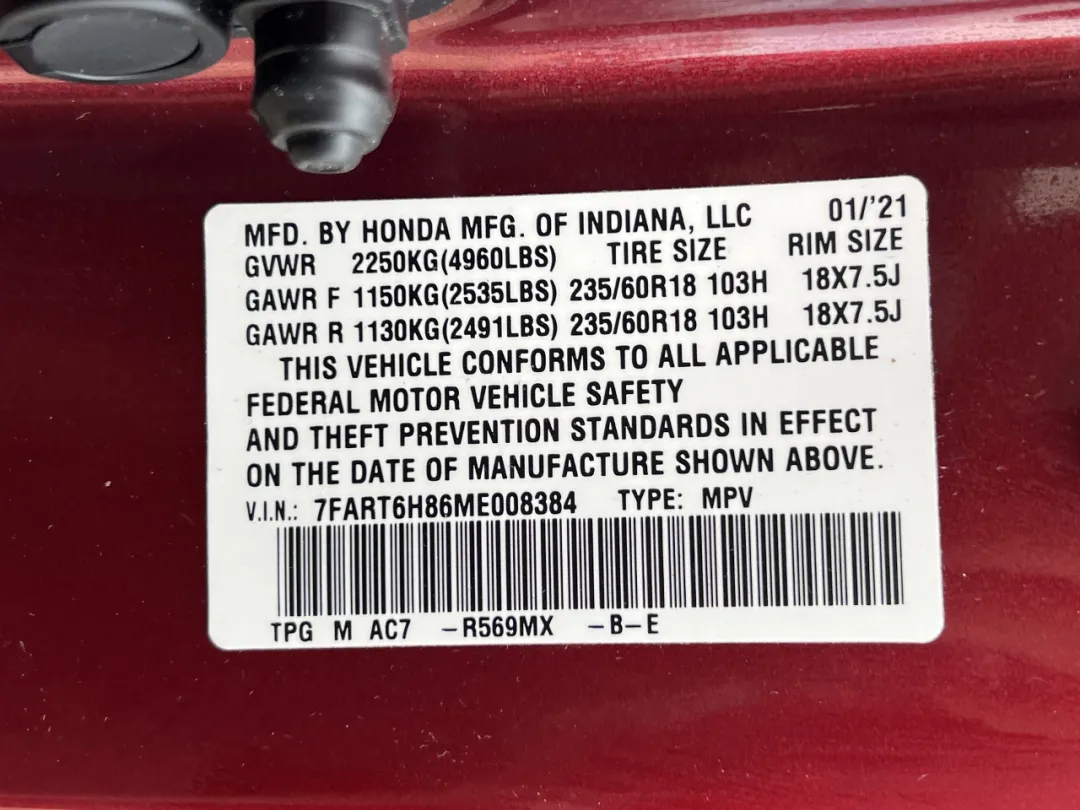 MFD. BY HONDA MFG. OF INDIANA, LLC 01/'21
GVWR 2250KG(4960LBS) TIRE SIZE RIM SIZE
GAWR F 1150KG(2535LBS) 235/60R18 103H 18X7.5J
GAWR R 1130KG(2491LBS) 235/60R18 103H 18X7.5J
THIS VEHICLE CONFORMS TO ALL APPLICABLE
FEDERAL MOTOR VEHICLE SAFETY
AND THEFT PREVENTION STANDARDS IN EFFECT
ON THE DATE OF MANUFACTURE SHOWN ABOVE.
V.I.N.: 7FART6H86ME008384 TYPE: MPV
TPG M AC7 -R569MX -B-E